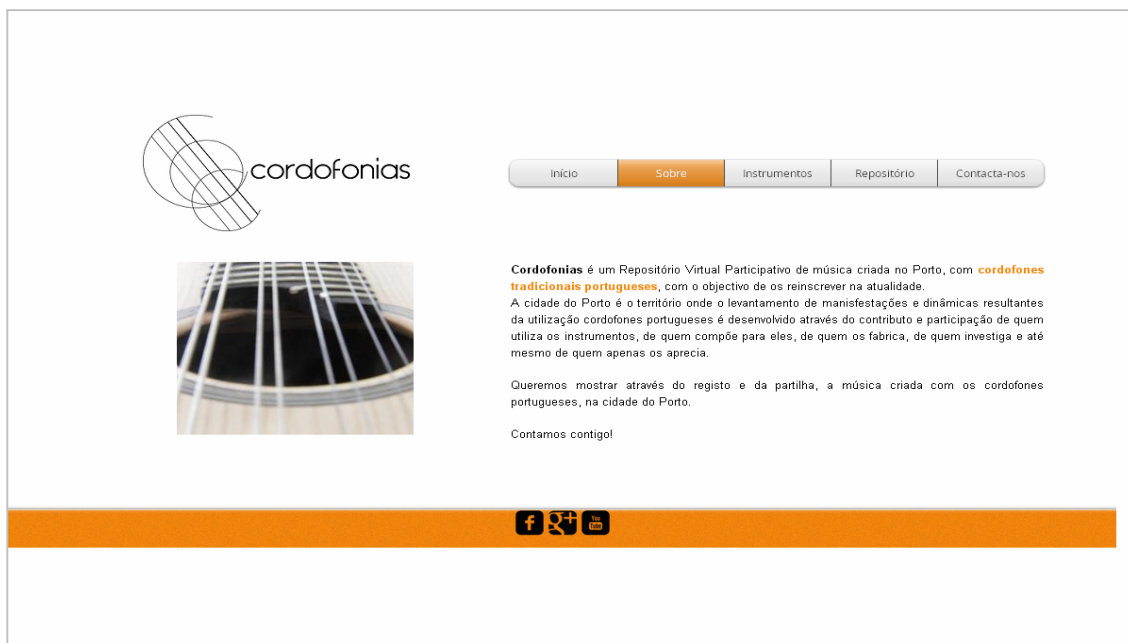 cordofonias
Início Sobre Instrumentos Repositório Contacta-nos
Cordofonias é um Repositório Virtual Participativo de música criada no Porto, com cordofones
tradicionais portugueses, com o objectivo de os reinscrever na atualidade.
A cidade do Porto é o território onde o levantamento de manisfestações e dinâmicas resultantes
da utilização cordofones portugueses é desenvolvido através do contributo e participação de quem
utiliza os instrumentos, de quem compõe para eles, de quem os fabrica, de quem investiga e até
mesmo de quem apenas os aprecia.
Queremos mostrar através do registo e da partilha, a música criada com os cordofones
portugueses, na cidade do Porto.
Contamos contigo!
f g+ You
Tube